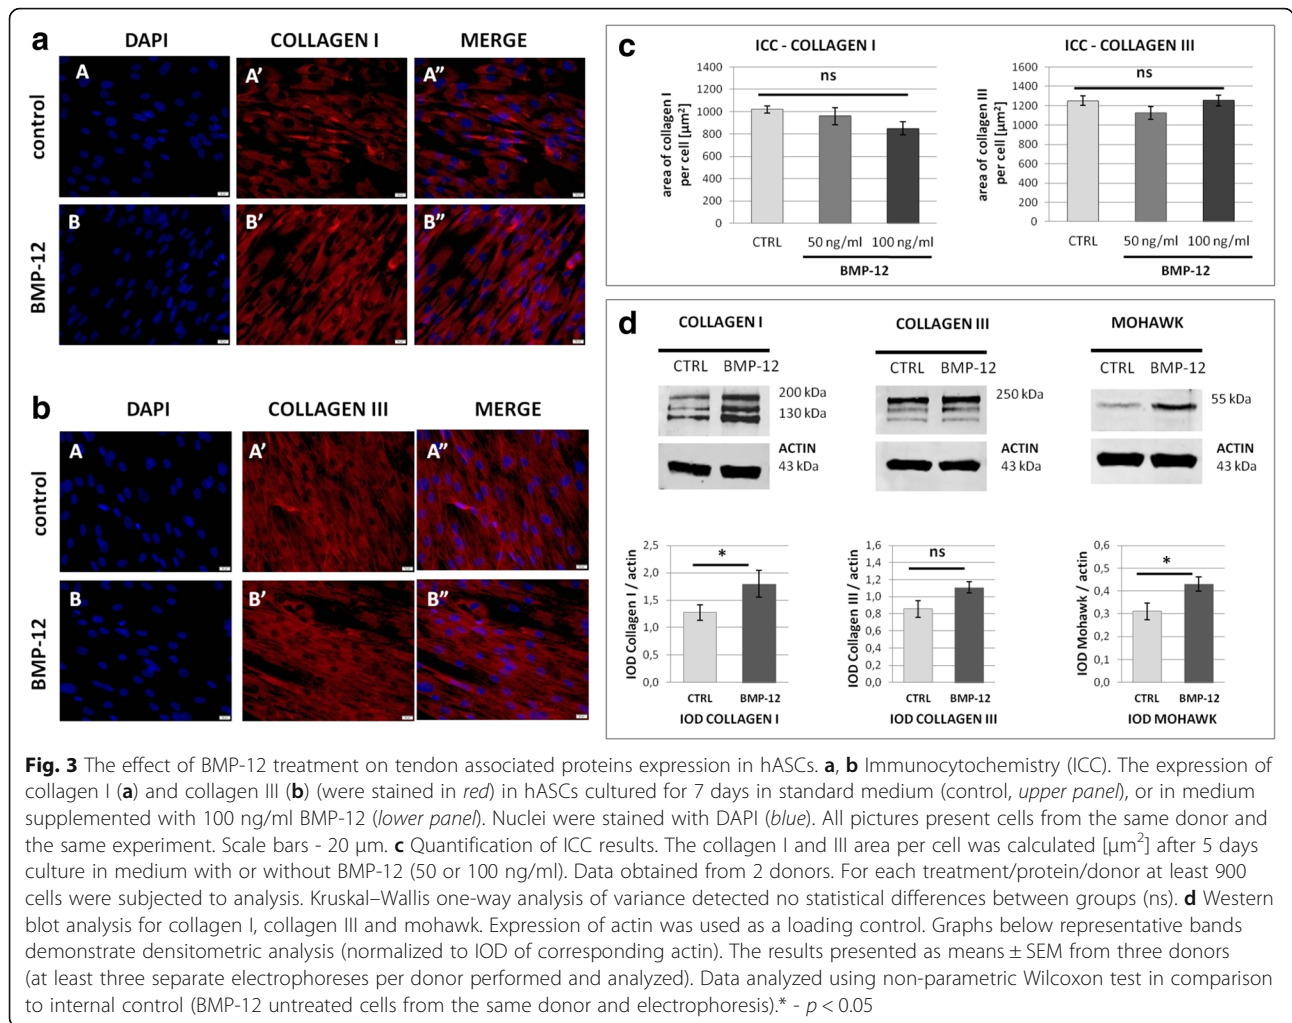 a
DAPI COLLAGEN I MERGE
control
A A’ A”
BMP-12
B B’ B”
b
DAPI COLLAGEN III MERGE
control
A A’ A”
BMP-12
B B’ B”
c
ICC - COLLAGEN I
area of collagen I
per cell [µm²]
1400
1200
1000
800
600
400
200
0
ns
CTRL 50 ng/ml 100 ng/ml
BMP-12
ICC - COLLAGEN III
area of collagen III
per cell [µm²]
1600
1400
1200
1000
800
600
400
200
0
ns
CTRL 50 ng/ml 100 ng/ml
BMP-12
d
COLLAGEN I
CTRL BMP-12
200 kDa
130 kDa
ACTIN
43 kDa
COLLAGEN III
CTRL BMP-12
250 kDa
ACTIN
43 kDa
MOHAWK
CTRL BMP-12
55 kDa
ACTIN
43 kDa
IOD Collagen I / actin
2,5
2,0
1,5
1,0
0,5
0,0
*
CTRL BMP-12
IOD COLLAGEN I
IOD Collagen III / actin
1,6
1,4
1,2
1,0
0,8
0,6
0,4
0,2
0,0
ns
CTRL BMP-12
IOD COLLAGEN III
IOD Mohawk / actin
0,6
0,5
0,4
0,3
0,2
0,1
0,0
*
CTRL BMP-12
IOD MOHAWK
Fig. 3 The effect of BMP-12 treatment on tendon associated proteins expression in hASCs. a, b Immunocytochemistry (ICC). The expression of
collagen I (a) and collagen III (b) (were stained in red) in hASCs cultured for 7 days in standard medium (control, upper panel), or in medium
supplemented with 100 ng/ml BMP-12 (lower panel). Nuclei were stained with DAPI (blue). All pictures present cells from the same donor and
the same experiment. Scale bars - 20 µm. c Quantification of ICC results. The collagen I and III area per cell was calculated [µm²] after 5 days
culture in medium with or without BMP-12 (50 or 100 ng/ml). Data obtained from 2 donors. For each treatment/protein/donor at least 900
cells were subjected to analysis. Kruskal–Wallis one-way analysis of variance detected no statistical differences between groups (ns). d Western
blot analysis for collagen I, collagen III and mohawk. Expression of actin was used as a loading control. Graphs below representative bands
demonstrate densitometric analysis (normalized to IOD of corresponding actin). The results presented as means ± SEM from three donors
(at least three separate electrophoreses per donor performed and analyzed). Data analyzed using non-parametric Wilcoxon test in comparison
to internal control (BMP-12 untreated cells from the same donor and electrophoresis).* - p < 0.05